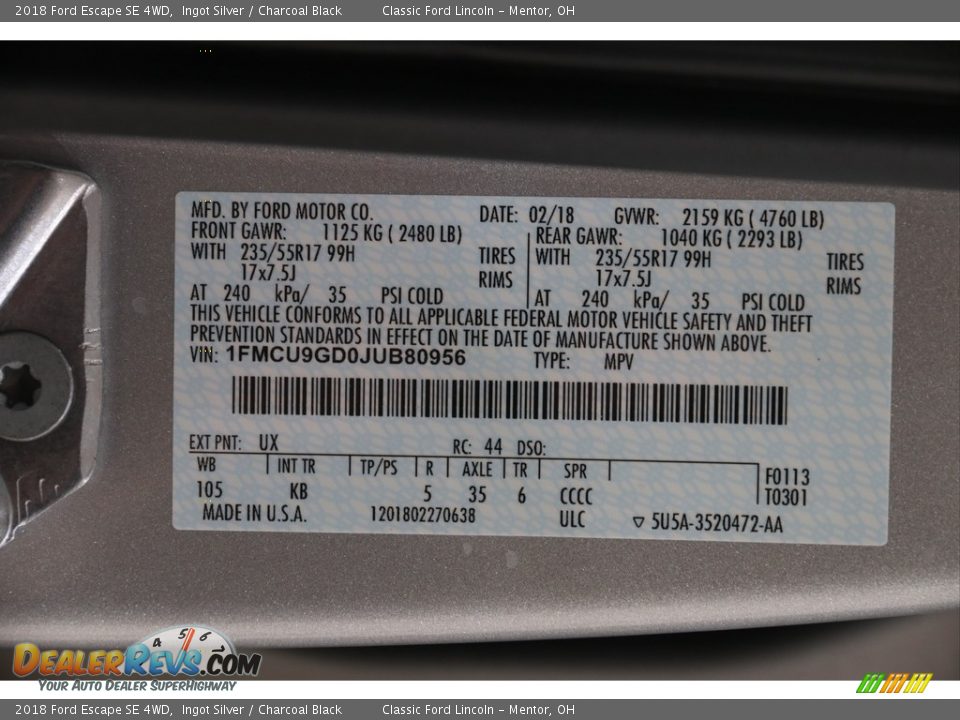 2018 Ford Escape SE 4WD, Ingot Silver / Charcoal Black Classic Ford Lincoln – Mentor, OH
MFD. BY FORD MOTOR CO. DATE: 02/18 GVWR: 2159 KG ( 4760 LB)
FRONT GAWR: 1125 KG ( 2480 LB) REAR GAWR: 1040 KG ( 2293 LB)
WITH 235/55R17 99H TIRES WITH 235/55R17 99H TIRES
17x7.5J RIMS 17x7.5J RIMS
AT 240 kPa/ 35 PSI COLD AT 240 kPa/ 35 PSI COLD
THIS VEHICLE CONFORMS TO ALL APPLICABLE FEDERAL MOTOR VEHICLE SAFETY AND THEFT
PREVENTION STANDARDS IN EFFECT ON THE DATE OF MANUFACTURE SHOWN ABOVE.
VIN: 1FMCU9GD0JUB80956 TYPE: MPV
EXT PNT: UX RC: 44 DSO:
WB INT TR TP/PS R AXLE TR SPR F0113
105 KB 5 35 6 CCCC T0301
MADE IN U.S.A. 1201802270638 ULC ▽ 5U5A-3520472-AA
4 5 6
DEALERREVS.COM
YOUR AUTO DEALER SUPERHIGHWAY
2018 Ford Escape SE 4WD, Ingot Silver / Charcoal Black Classic Ford Lincoln – Mentor, OH